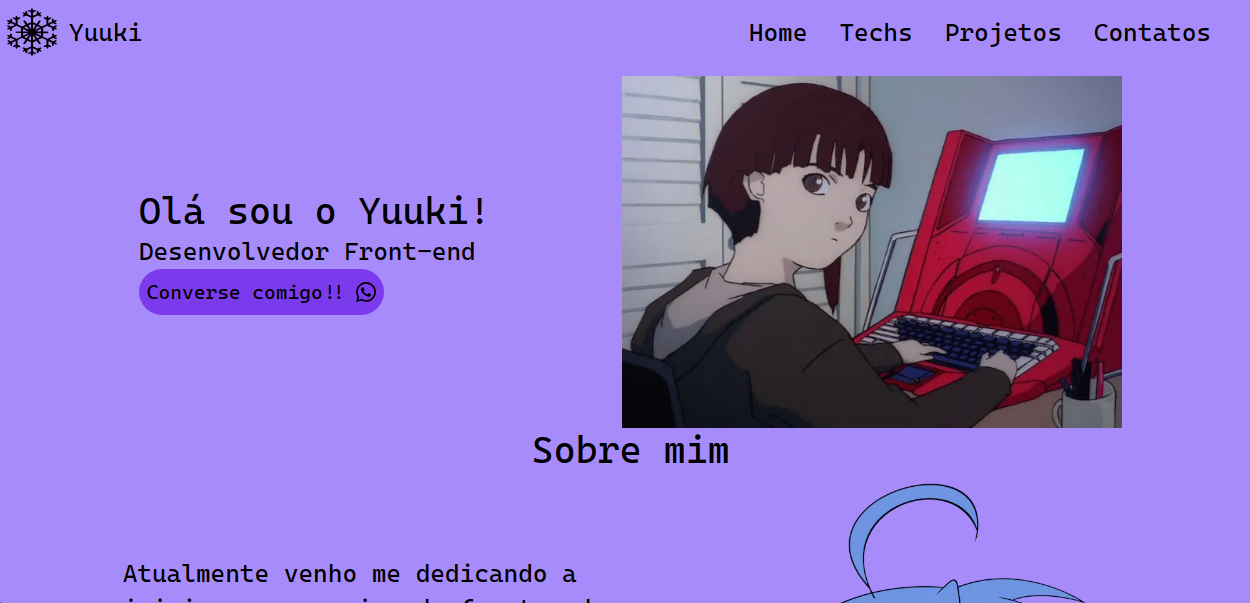 Yuuki
Home Techs Projetos Contatos
Olá sou o Yuuki!
Desenvolvedor Front-end
Converse comigo!!
Sobre mim
Atualmente venho me dedicando a